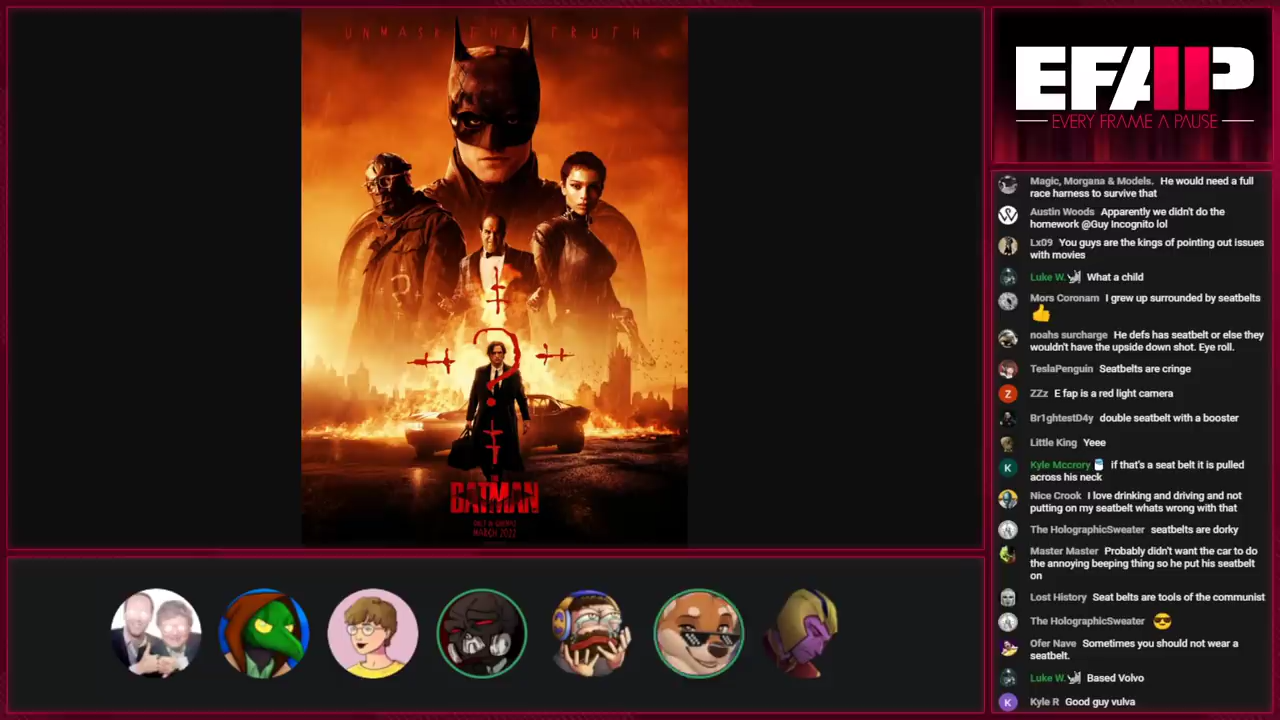 UNMASK THE TRUTH
THE
BATMAN
ONLY IN CINEMAS
MARCH 2022
EFAP
EVERY FRAME A PAUSE
Magic, Morgana & Models. He would need a full
race harness to survive that
Austin Woods Apparently we didn't do the
homework @Guy Incognito lol
Lx09 You guys are the kings of pointing out issues
with movies
Luke W. What a child
Mors Coronam I grew up surrounded by seatbelts
👍
noahs surcharge He defs has seatbelt or else they
wouldn't have the upside down shot. Eye roll.
TeslaPenguin Seatbelts are cringe
Z
ZZz E fap is a red light camera
Br1ghtestD4y double seatbelt with a booster
Little King Yeee
K
Kyle Mccrory if that's a seat belt it is pulled
across his neck
Nice Crook I love drinking and driving and not
putting on my seatbelt whats wrong with that
The HolographicSweater seatbelts are dorky
Master Master Probably didn't want the car to do
the annoying beeping thing so he put his seatbelt
on
Lost History Seat belts are tools of the communist
The HolographicSweater 😎
Ofer Nave Sometimes you should not wear a
seatbelt.
Luke W. Based Volvo
K
Kyle R Good guy vulva